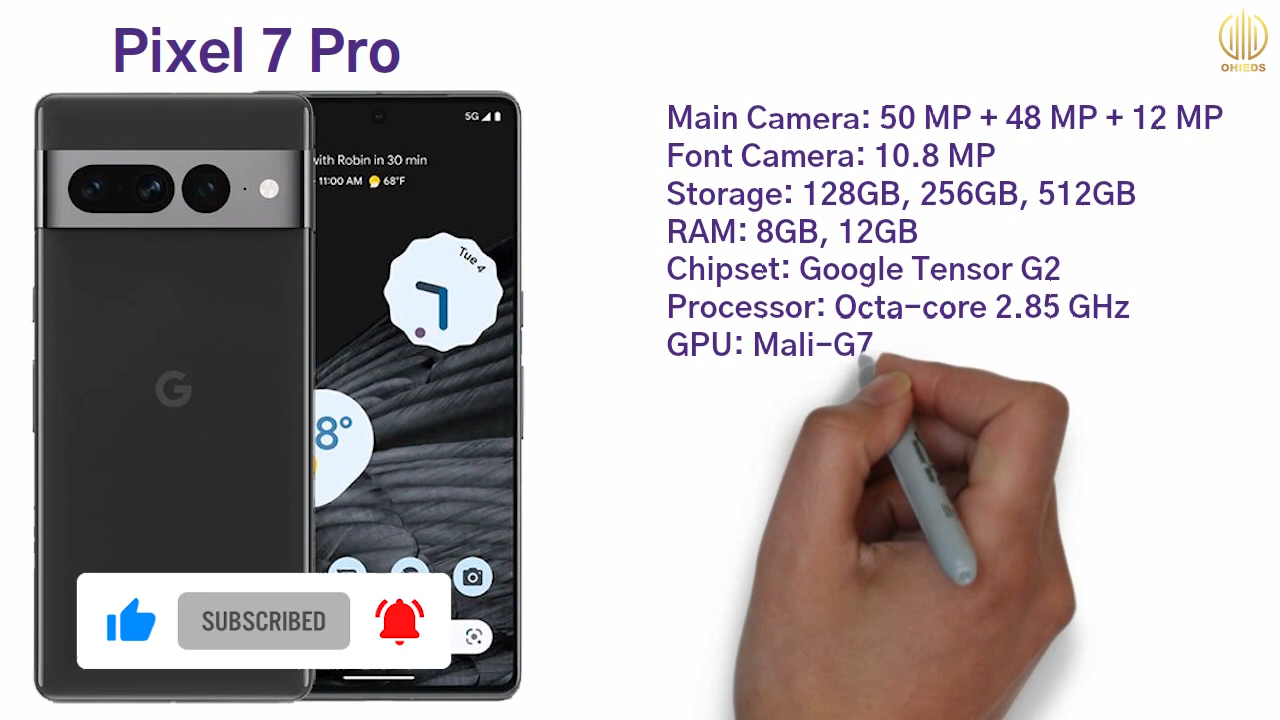 Pixel 7 Pro
OHIEDS
5G
with Robin in 30 min
11:00 AM 68°F
Tue 4
8°
G
SUBSCRIBED
Main Camera: 50 MP + 48 MP + 12 MP
Font Camera: 10.8 MP
Storage: 128GB, 256GB, 512GB
RAM: 8GB, 12GB
Chipset: Google Tensor G2
Processor: Octa-core 2.85 GHz
GPU: Mali-G7